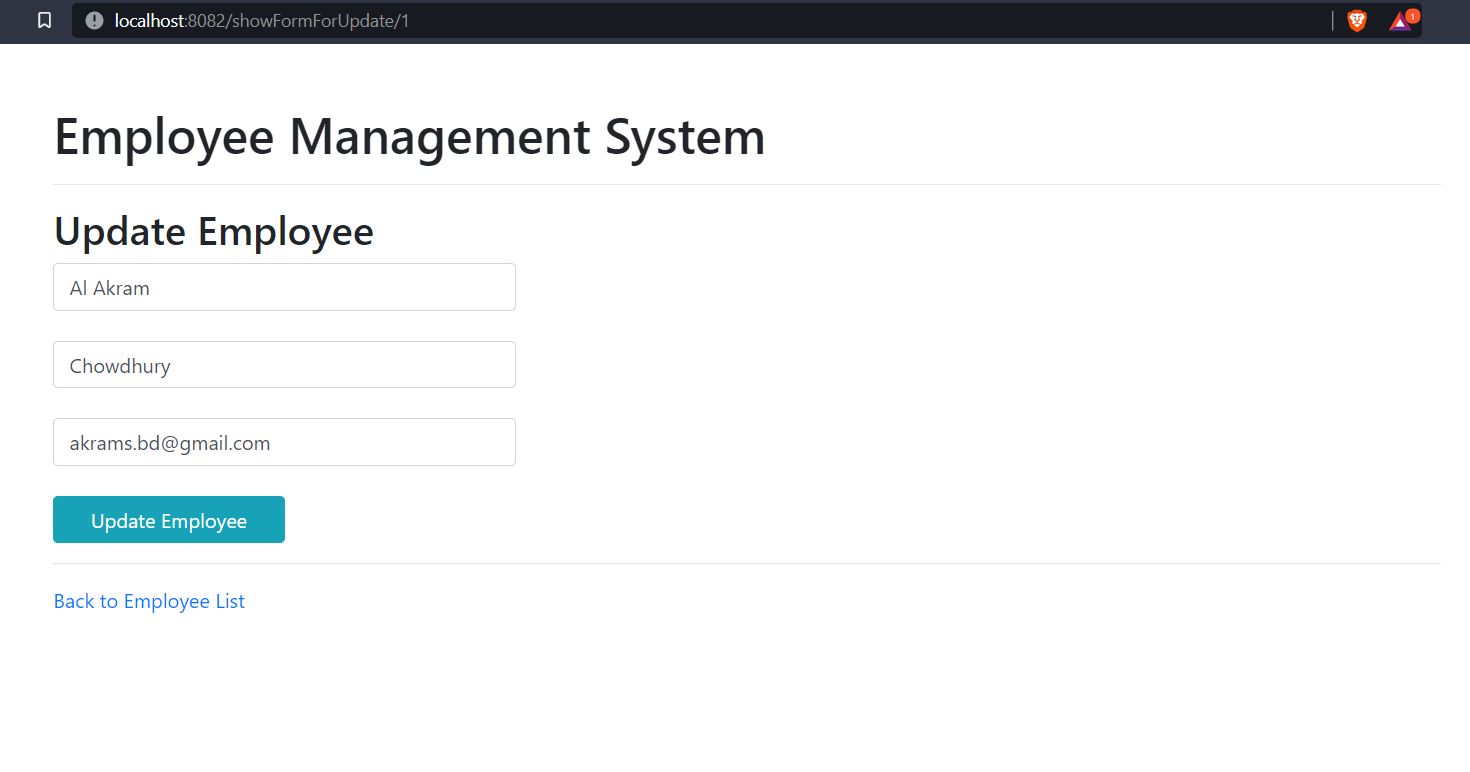 localhost:8082/showFormForUpdate/1
1
Employee Management System
Update Employee
Al Akram
Chowdhury
akrams.bd@gmail.com
Update Employee
Back to Employee List